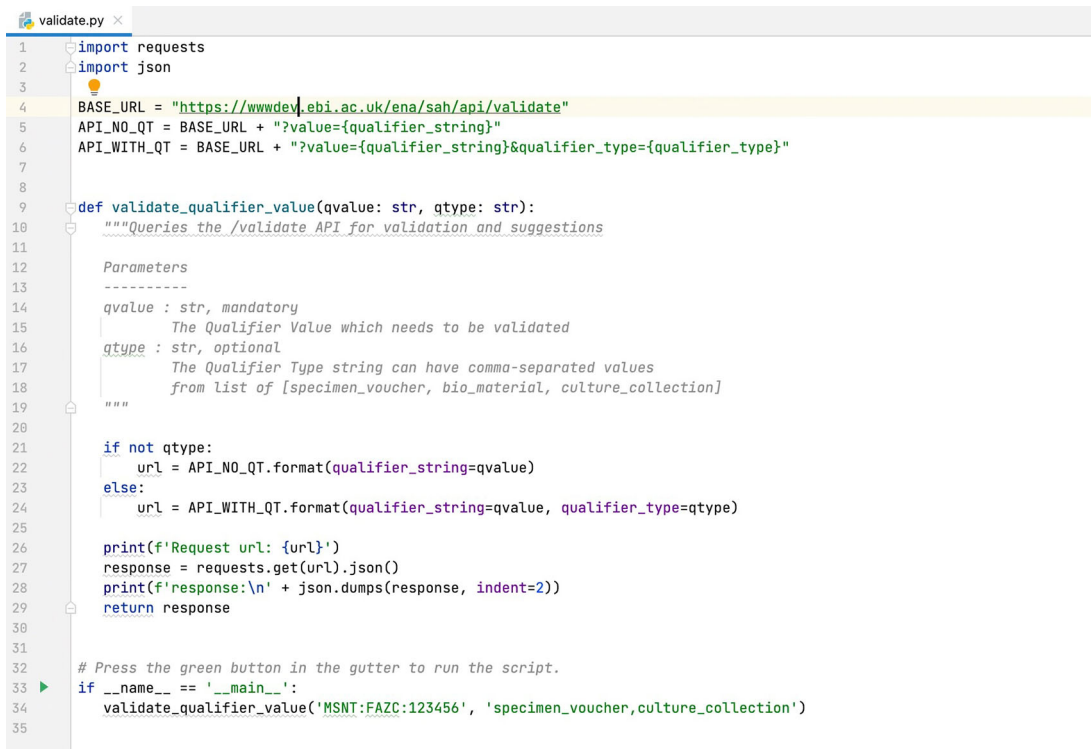 validate.py
1 import requests
2 import json
3
4 BASE_URL = "https://wwwdev.ebi.ac.uk/ena/sah/api/validate"
5 API_NO_QT = BASE_URL + "?value={qualifier_string}"
6 API_WITH_QT = BASE_URL + "?value={qualifier_string}&qualifier_type={qualifier_type}"
7
8
9 def validate_qualifier_value(qvalue: str, qtype: str):
10 """Queries the /validate API for validation and suggestions
11
12 Parameters
13 ----------
14 qvalue : str, mandatory
15 The Qualifier Value which needs to be validated
16 qtype : str, optional
17 The Qualifier Type string can have comma-separated values
18 from list of [specimen_voucher, bio_material, culture_collection]
19 """
20
21 if not qtype:
22 url = API_NO_QT.format(qualifier_string=qvalue)
23 else:
24 url = API_WITH_QT.format(qualifier_string=qvalue, qualifier_type=qtype)
25
26 print(f'Request url: {url}')
27 response = requests.get(url).json()
28 print(f'response:\n' + json.dumps(response, indent=2))
29 return response
30
31
32 # Press the green button in the gutter to run the script.
33 if __name__ == '__main__':
34 validate_qualifier_value('MSNT:FAZC:123456', 'specimen_voucher,culture_collection')
35